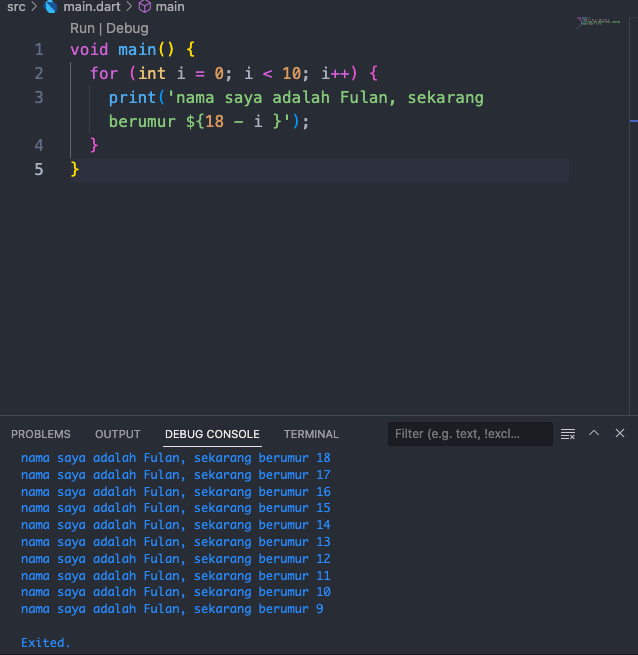 src > main.dart > main
Run | Debug
1 void main() {
2 for (int i = 0; i < 10; i++) {
3 print('nama saya adalah Fulan, sekarang
berumur ${18 - i }');
4 }
5 }
PROBLEMS OUTPUT DEBUG CONSOLE TERMINAL Filter (e.g. text, !excl...
nama saya adalah Fulan, sekarang berumur 18
nama saya adalah Fulan, sekarang berumur 17
nama saya adalah Fulan, sekarang berumur 16
nama saya adalah Fulan, sekarang berumur 15
nama saya adalah Fulan, sekarang berumur 14
nama saya adalah Fulan, sekarang berumur 13
nama saya adalah Fulan, sekarang berumur 12
nama saya adalah Fulan, sekarang berumur 11
nama saya adalah Fulan, sekarang berumur 10
nama saya adalah Fulan, sekarang berumur 9
Exited.